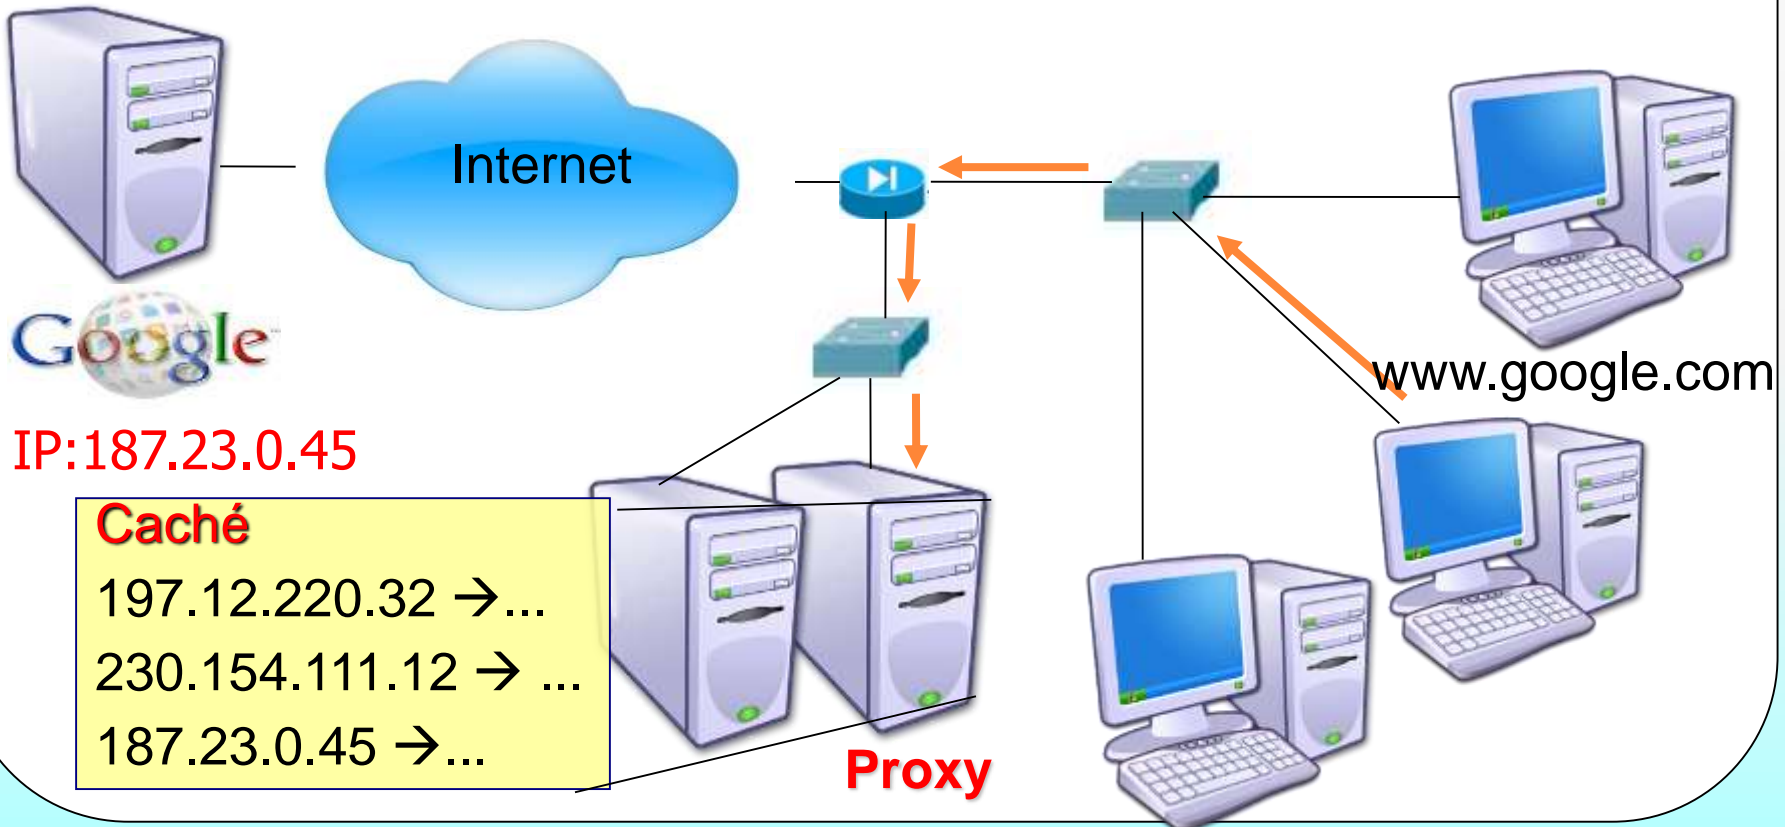 Internet
Google
www.google.com
IP:187.23.0.45
Caché
197.12.220.32 →...
230.154.111.12 → ...
187.23.0.45 →...
Proxy